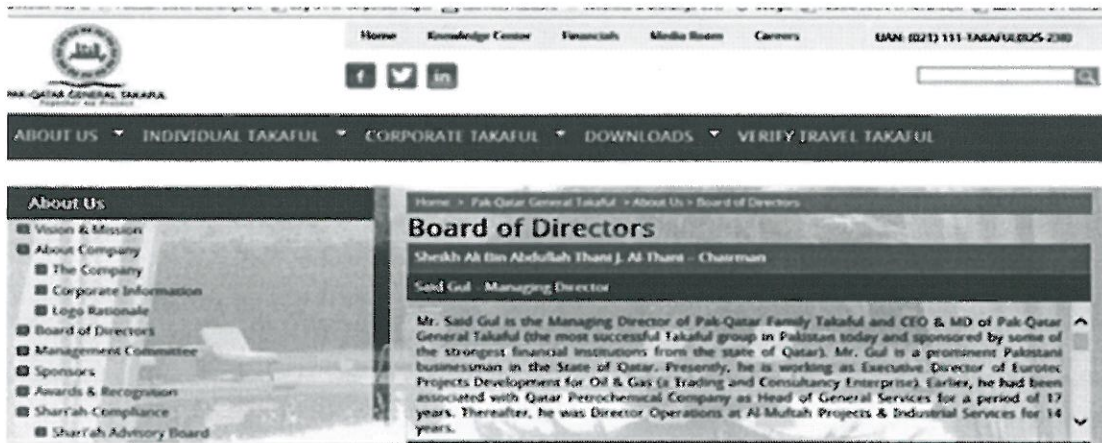 Home Knowledge Center Financials Media Room Careers UAN: (021) 111-TAKAFUL(825-238)
PAK-QATAR GENERAL TAKAFUL
Together we Protect
ABOUT US INDIVIDUAL TAKAFUL CORPORATE TAKAFUL DOWNLOADS VERIFY TRAVEL TAKAFUL
About Us
Vision & Mission
About Company
The Company
Corporate Information
Logo Rationale
Board of Directors
Management Committee
Sponsors
Awards & Recognition
Shari'ah Compliance
Shari'ah Advisory Board
Home > Pak-Qatar General Takaful > About Us > Board of Directors
Board of Directors
Sheikh Ali Bin Abdullah Thani J. Al-Thani - Chairman
Said Gul - Managing Director
Mr. Said Gul is the Managing Director of Pak-Qatar Family Takaful and CEO & MD of Pak-Qatar
General Takaful (the most successful Takaful group in Pakistan today and sponsored by some of
the strongest financial institutions from the state of Qatar). Mr. Gul is a prominent Pakistani
businessman in the State of Qatar. Presently, he is working as Executive Director of Eurotec
Projects Development for Oil & Gas (a Trading and Consultancy Enterprise). Earlier, he had been
associated with Qatar Petrochemical Company as Head of General Services for a period of 17
years. Thereafter, he was Director Operations at Al-Muftah Projects & Industrial Services for 14
years.